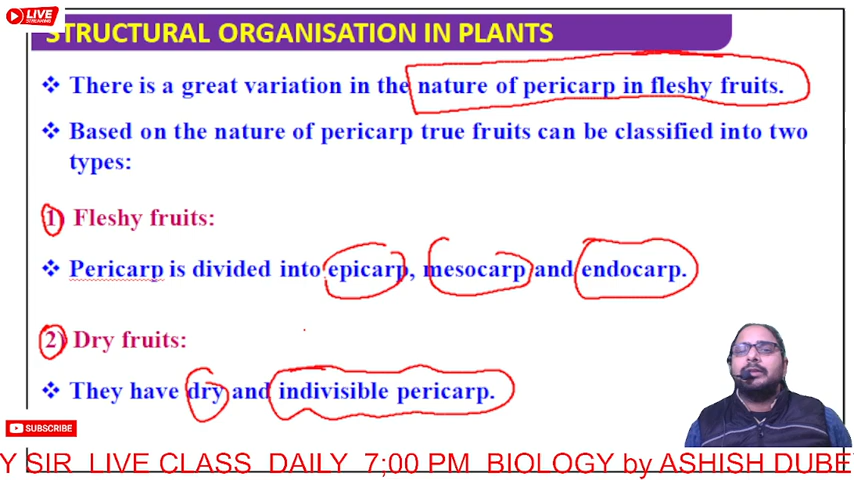 LIVE
STREAMING
STRUCTURAL ORGANISATION IN PLANTS
❖ There is a great variation in the nature of pericarp in fleshy fruits.
❖ Based on the nature of pericarp true fruits can be classified into two
types:
1) Fleshy fruits:
❖ Pericarp is divided into epicarp, mesocarp and endocarp.
2) Dry fruits:
❖ They have dry and indivisible pericarp.
SUBSCRIBE
Y SIR LIVE CLASS DAILY 7;00 PM BIOLOGY by ASHISH DUBE